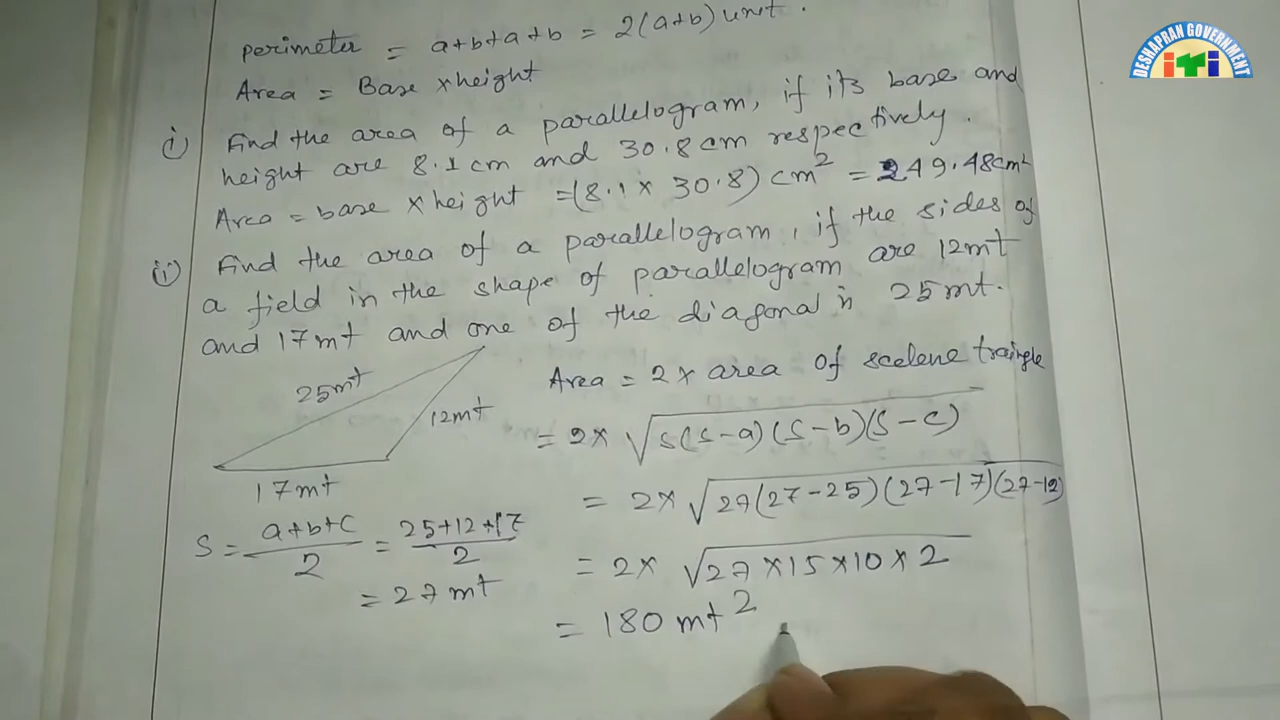 perimeter = a+b+a+b = 2(a+b) unit.
Area = Base × height
i) Find the area of a parallelogram, if its base and
height are 8.1 cm and 30.8 cm respectively.
Area = base × height = (8.1 × 30.8) cm² = 249.48 cm²
ii) Find the area of a parallelogram, if the sides of
a field in the shape of parallelogram are 12mt
and 17mt and one of the diagonal is 25mt.
25mt
12mt
17mt
Area = 2× area of scelene traingle
= 2× √s(s-a)(s-b)(s-c)
= 2× √27(27-25)(27-17)(27-12)
= 2× √27×15×10×2
= 180 mt²
S = a+b+c/2 = 25+12+17/2
= 27 mt
DESHAPRAN GOVERNMENT
iTi